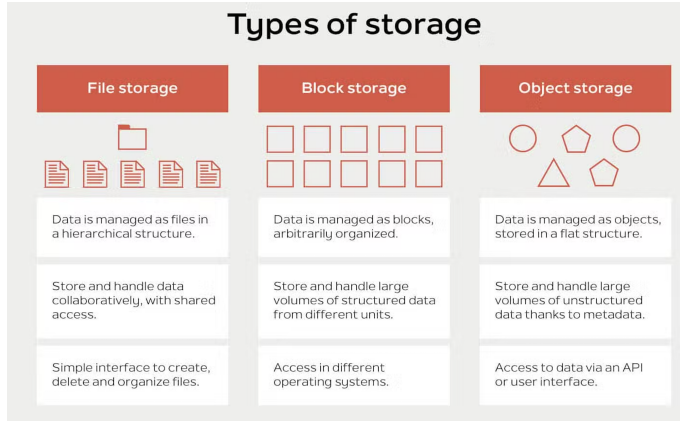 Types of storage
File storage
Data is managed as files in
a hierarchical structure.
Store and handle data
collaboratively, with shared
access.
Simple interface to create,
delete and organize files.
Block storage
Data is managed as blocks,
arbitrarily organized.
Store and handle large
volumes of structured data
from different units.
Access in different
operating systems.
Object storage
Data is managed as objects,
stored in a flat structure.
Store and handle large
volumes of unstructured
data thanks to metadata.
Access to data via an API
or user interface.